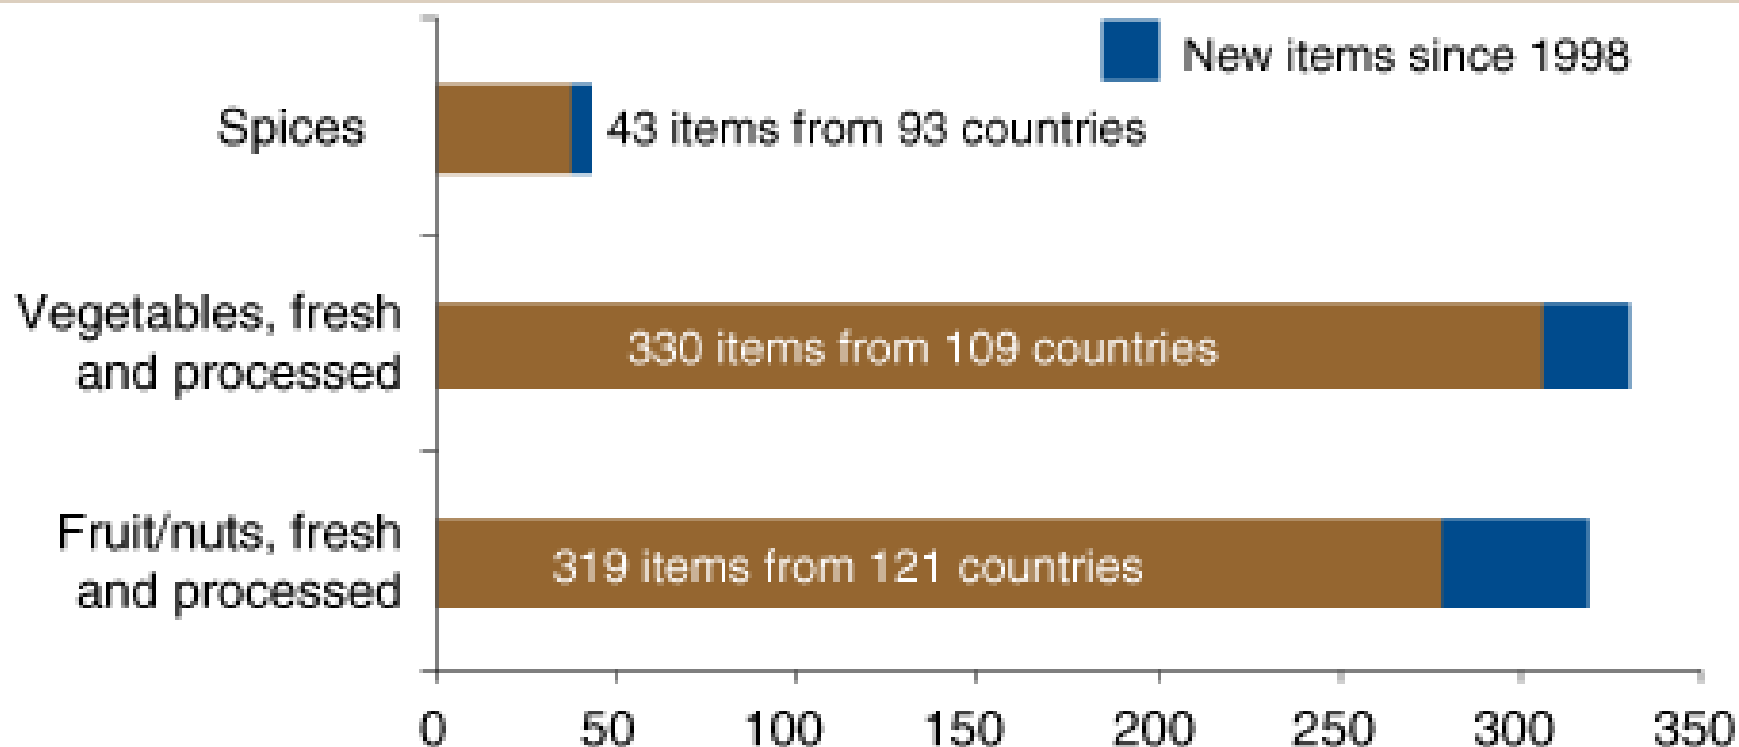 New items since 1998
Spices
43 items from 93 countries
Vegetables, fresh
and processed
330 items from 109 countries
Fruit/nuts, fresh
and processed
319 items from 121 countries
0 50 100 150 200 250 300 350